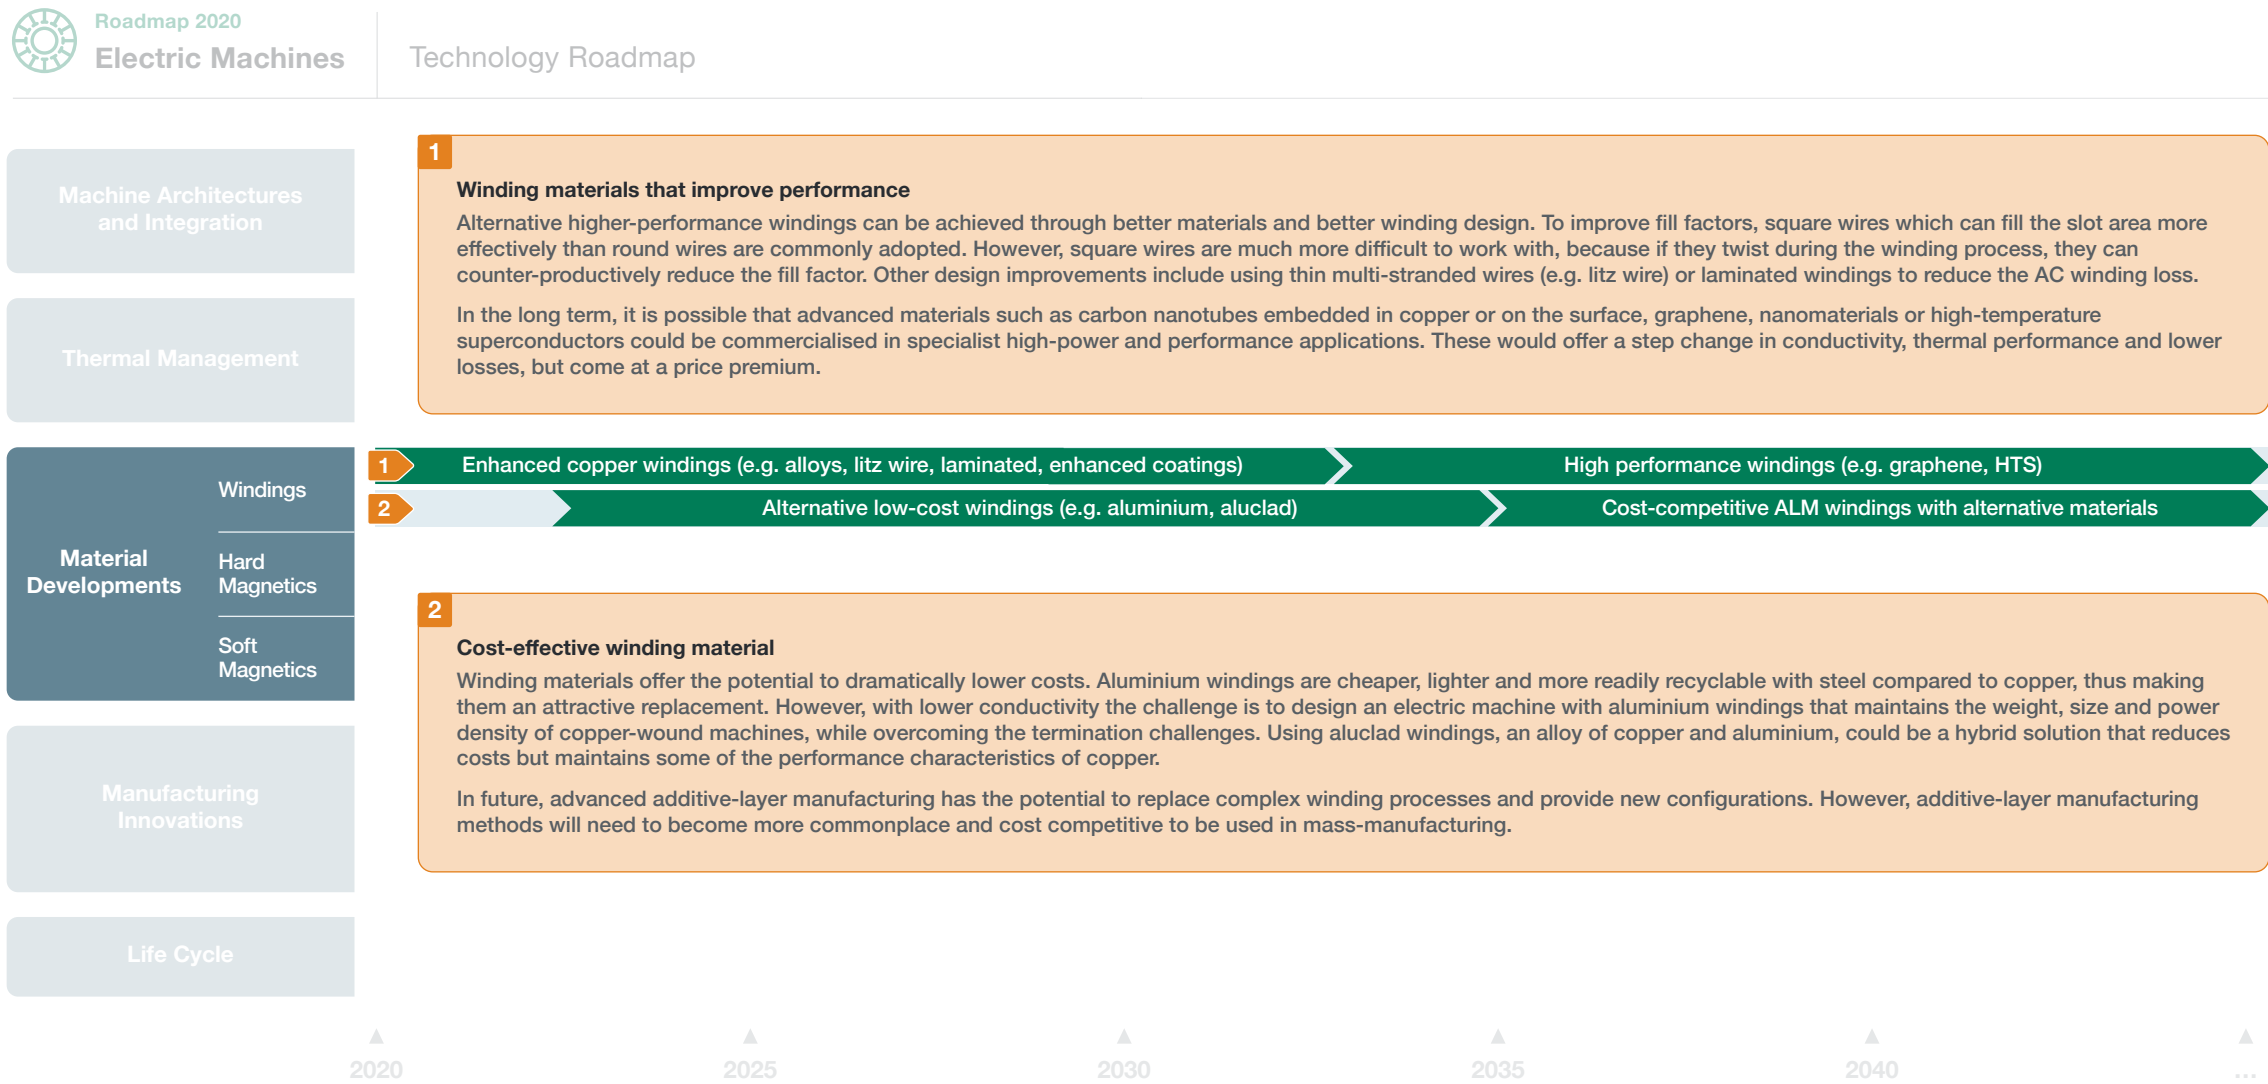 Roadmap 2020
Electric Machines
Technology Roadmap
Machine Architectures
and Integration
Thermal Management
Material
Developments
Windings
Hard
Magnetics
Soft
Magnetics
Manufacturing
Innovations
Life Cycle
1
Winding materials that improve performance
Alternative higher-performance windings can be achieved through better materials and better winding design. To improve fill factors, square wires which can fill the slot area more
effectively than round wires are commonly adopted. However, square wires are much more difficult to work with, because if they twist during the winding process, they can
counter-productively reduce the fill factor. Other design improvements include using thin multi-stranded wires (e.g. litz wire) or laminated windings to reduce the AC winding loss.
In the long term, it is possible that advanced materials such as carbon nanotubes embedded in copper or on the surface, graphene, nanomaterials or high-temperature
superconductors could be commercialised in specialist high-power and performance applications. These would offer a step change in conductivity, thermal performance and lower
losses, but come at a price premium.
1
Enhanced copper windings (e.g. alloys, litz wire, laminated, enhanced coatings)
High performance windings (e.g. graphene, HTS)
2
Alternative low-cost windings (e.g. aluminium, aluclad)
Cost-competitive ALM windings with alternative materials
2
Cost-effective winding material
Winding materials offer the potential to dramatically lower costs. Aluminium windings are cheaper, lighter and more readily recyclable with steel compared to copper, thus making
them an attractive replacement. However, with lower conductivity the challenge is to design an electric machine with aluminium windings that maintains the weight, size and power
density of copper-wound machines, while overcoming the termination challenges. Using aluclad windings, an alloy of copper and aluminium, could be a hybrid solution that reduces
costs but maintains some of the performance characteristics of copper.
In future, advanced additive-layer manufacturing has the potential to replace complex winding processes and provide new configurations. However, additive-layer manufacturing
methods will need to become more commonplace and cost competitive to be used in mass-manufacturing.
2020
2025
2030
2035
2040
...